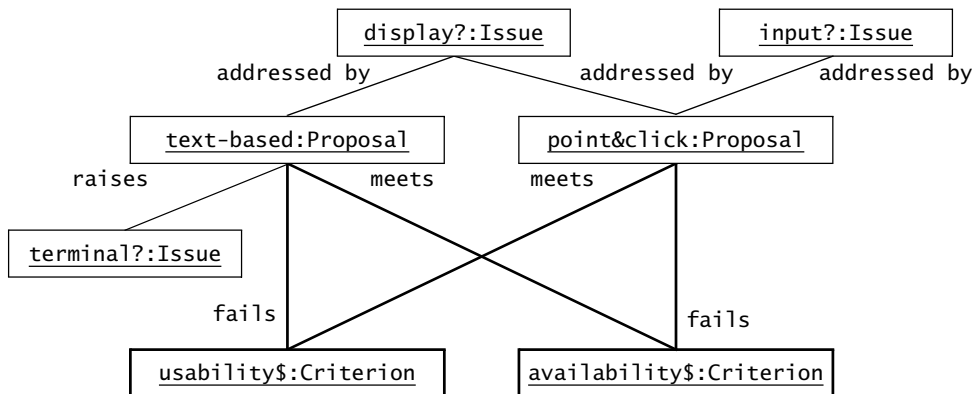 display?:Issue
input?:Issue
addressed by
addressed by
addressed by
text-based:Proposal
point&click:Proposal
raises
meets
meets
terminal?:Issue
fails
fails
usability$:Criterion
availability$:Criterion